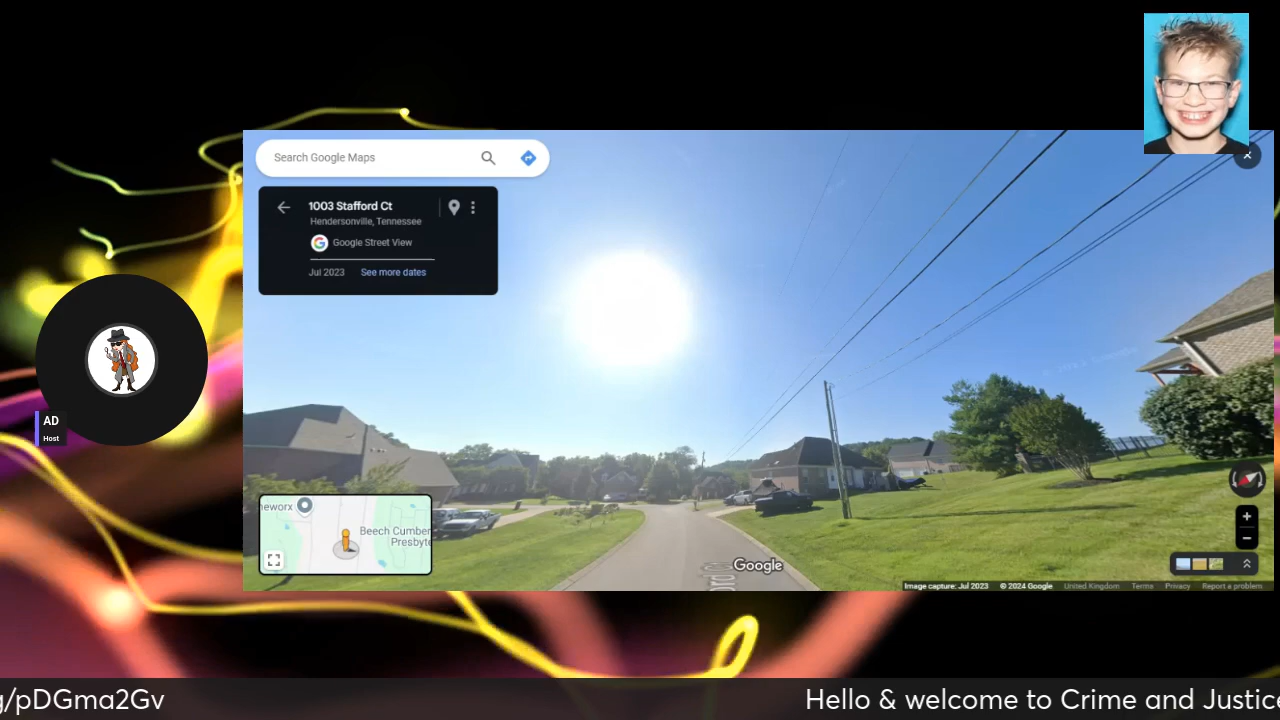 Search Google Maps
1003 Stafford Ct
Hendersonville, Tennessee
Google Street View
Jul 2023 See more dates
AD
Host
neworx
Beech Cumber
Presbyte
Google
Image capture: Jul 2023 © 2024 Google United Kingdom Terms Privacy Report a problem
g/pDGma2Gv
Hello & welcome to Crime and Justice